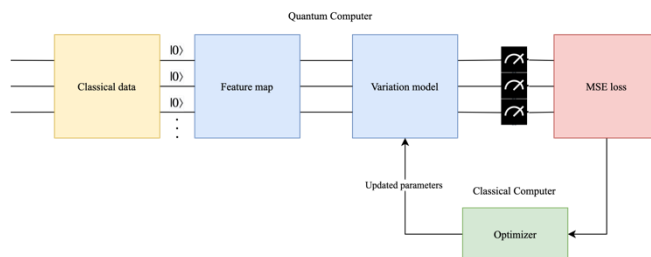 Quantum Computer
|0⟩
Classical data
|0⟩
Feature map
Variation model
MSE loss
|0⟩
Updated parameters
Classical Computer
Optimizer